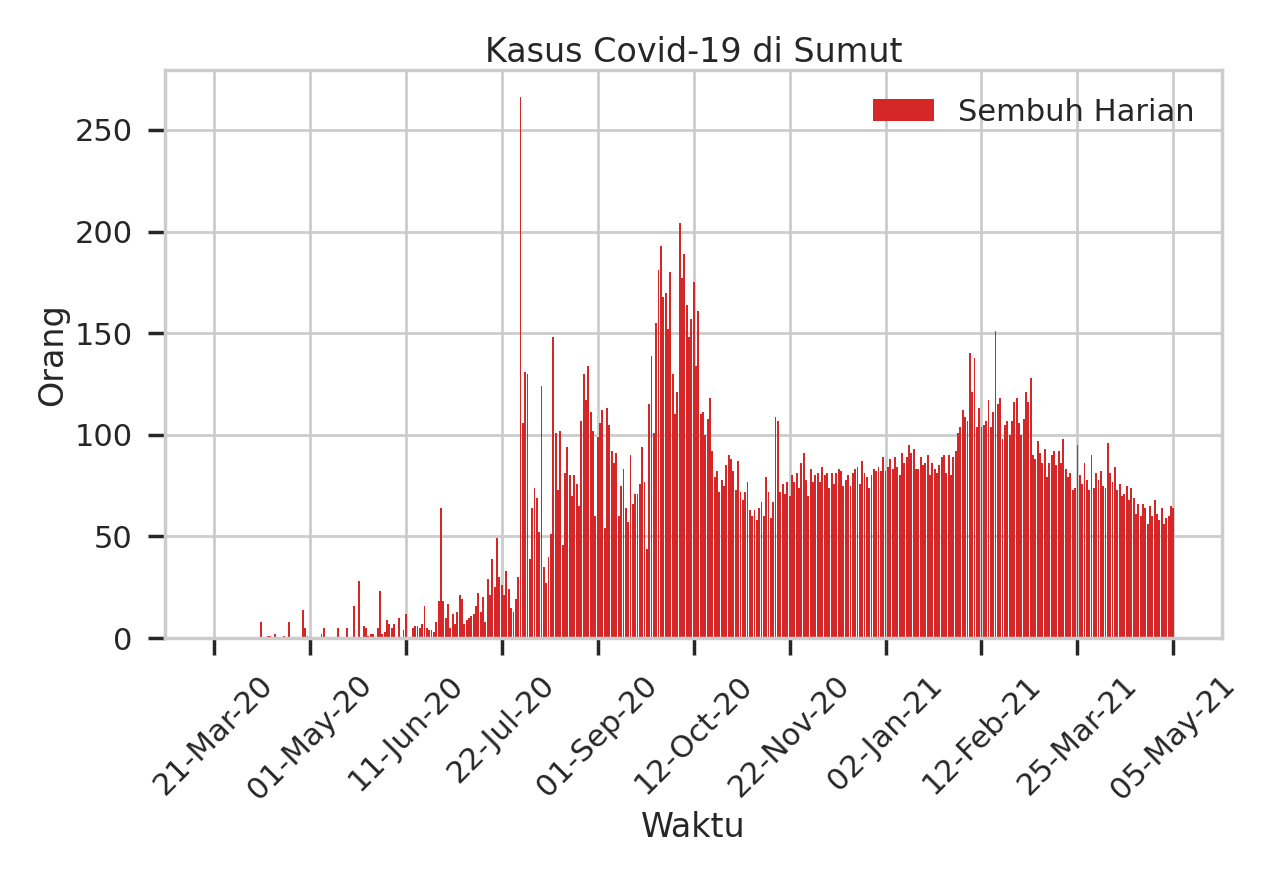 Kasus Covid-19 di Sumut
Sembuh Harian
Orang
250
200
150
100
50
0
21-Mar-20
01-May-20
11-Jun-20
22-Jul-20
01-Sep-20
12-Oct-20
22-Nov-20
02-Jan-21
12-Feb-21
25-Mar-21
05-May-21
Waktu